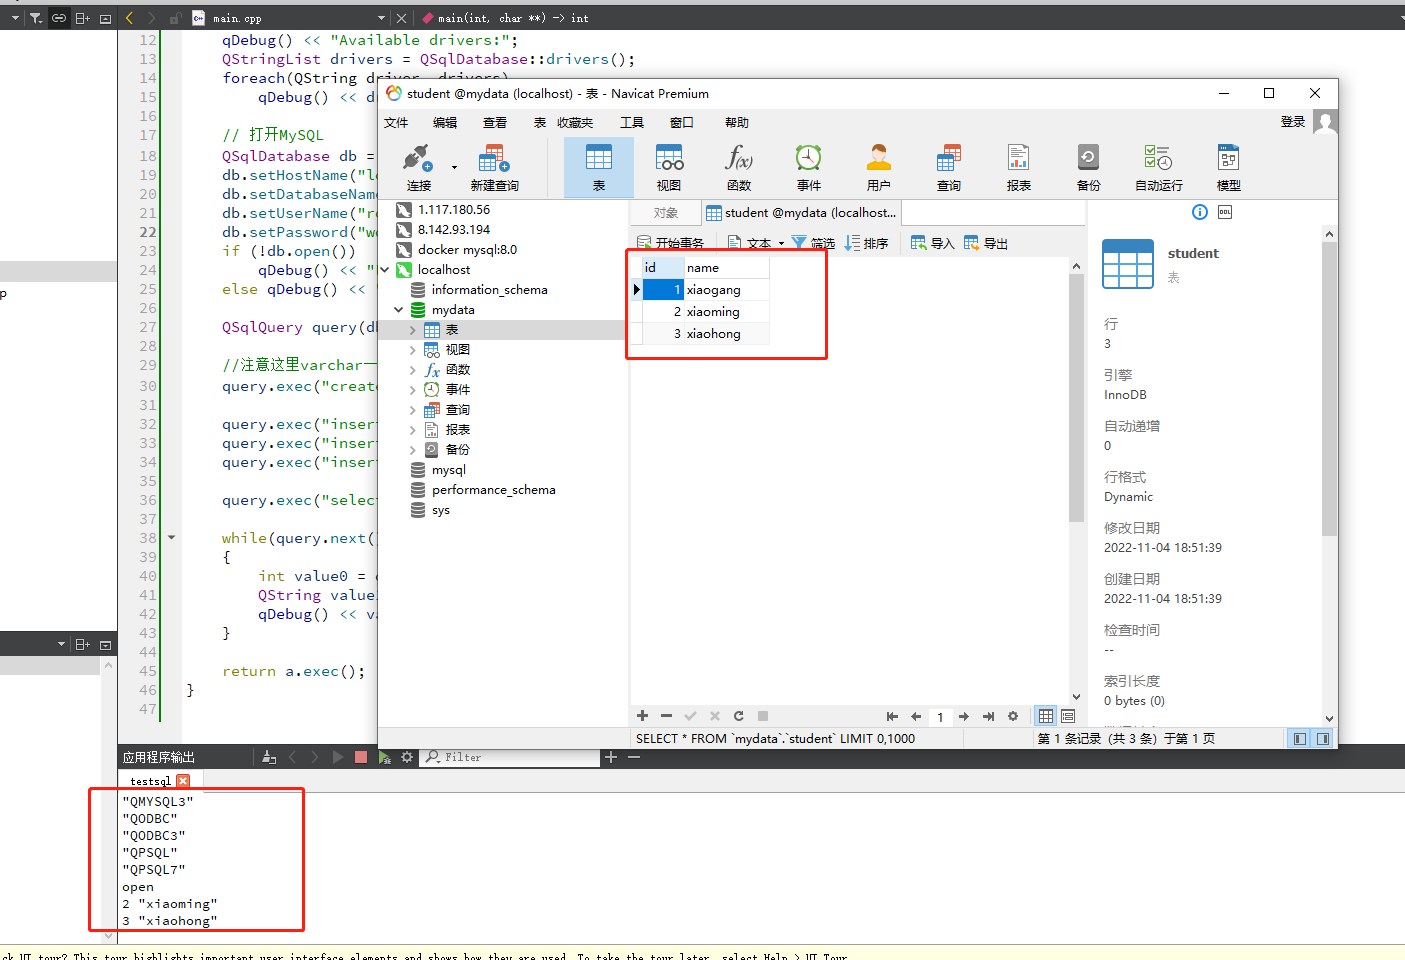 main.cpp
main(int, char **) -> int
12 qDebug() << "Available drivers:";
13 QStringList drivers = QSqlDatabase::drivers();
14 foreach(QString driver, drivers)
15 qDebug() << d
16
17 // 打开MySQL
18 QSqlDatabase db =
19 db.setHostName("l
20 db.setDatabaseName
21 db.setUserName("r
22 db.setPassword("w
23 if (!db.open())
24 qDebug() << "
25 else qDebug() << "
26
27 QSqlQuery query(d
28
29 //注意这里varchar一
30 query.exec("creat
31
32 query.exec("inser
33 query.exec("inser
34 query.exec("inser
35
36 query.exec("selec
37
38 while(query.next(
39 {
40 int value0 =
41 QString value
42 qDebug() << va
43 }
44
45 return a.exec();
46 }
47
p
student @mydata (localhost) - 表 - Navicat Premium
文件 编辑 查看 表 收藏夹 工具 窗口 帮助 登录
连接 新建查询 表 视图 函数 事件 用户 查询 报表 备份 自动运行 模型
1.117.180.56
8.142.93.194
docker mysql:8.0
localhost
information_schema
mydata
表
视图
函数
事件
查询
报表
备份
mysql
performance_schema
sys
对象 student @mydata (localhost...
开始事务 文本 筛选 排序 导入 导出
id name
1 xiaogang
2 xiaoming
3 xiaohong
DDL
student
表
行
3
引擎
InnoDB
自动递增
0
行格式
Dynamic
修改日期
2022-11-04 18:51:39
创建日期
2022-11-04 18:51:39
检查时间
--
索引长度
0 bytes (0)
1
SELECT * FROM `mydata`.`student` LIMIT 0,1000
第 1 条记录 (共 3 条) 于第 1 页
应用程序输出
Filter
testsql
"QMYSQL3"
"QODBC"
"QODBC3"
"QPSQL"
"QPSQL7"
open
2 "xiaoming"
3 "xiaohong"
ck UI tour? This tour highlights important user interface elements and shows how they are used. To take the tour later, select Help > UI Tour.